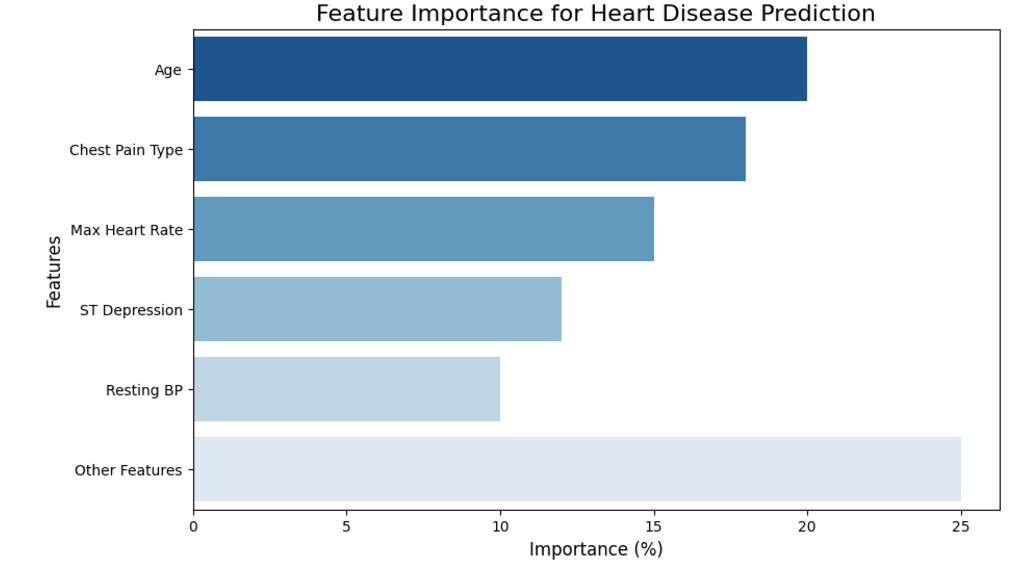 Feature Importance for Heart Disease Prediction
Features
Age
Chest Pain Type
Max Heart Rate
ST Depression
Resting BP
Other Features
0 5 10 15 20 25
Importance (%)